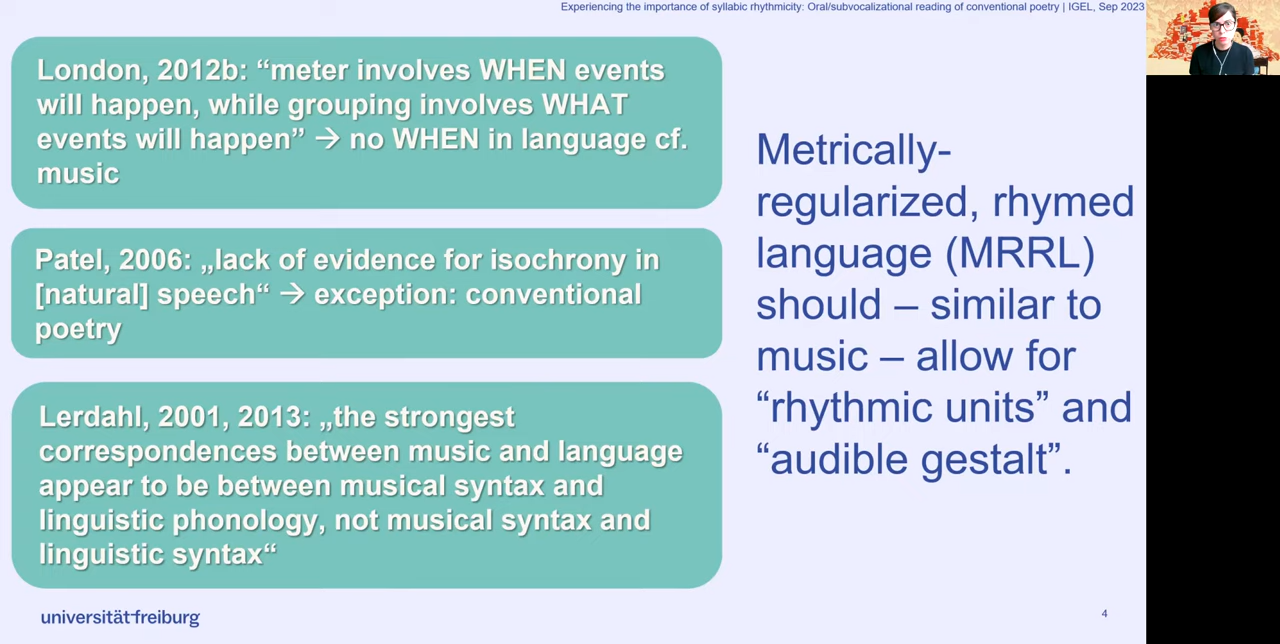 Experiencing the importance of syllabic rhythmicity: Oral/subvocalizational reading of conventional poetry | IGEL, Sep 2023
London, 2012b: “meter involves WHEN events
will happen, while grouping involves WHAT
events will happen” → no WHEN in language cf.
music
Patel, 2006: „lack of evidence for isochrony in
[natural] speech“ → exception: conventional
poetry
Lerdahl, 2001, 2013: „the strongest
correspondences between music and language
appear to be between musical syntax and
linguistic phonology, not musical syntax and
linguistic syntax“
Metrically-
regularized, rhymed
language (MRRL)
should – similar to
music – allow for
“rhythmic units” and
“audible gestalt”.
universität freiburg
4